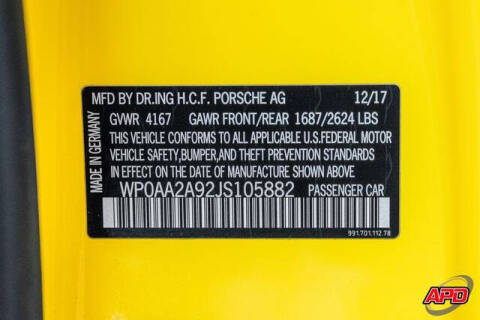 MFD BY DR.ING H.C.F. PORSCHE AG 12/17
GVWR 4167 GAWR FRONT/REAR 1687/2624 LBS
THIS VEHICLE CONFORMS TO ALL APPLICABLE U.S.FEDERAL MOTOR
VEHICLE SAFETY,BUMPER,AND THEFT PREVENTION STANDARDS
IN EFFECT ON THE DATE OF MANUFACTURE SHOWN ABOVE
WP0AA2A92JS105882 PASSENGER CAR
991.701.112.78
MADE IN GERMANY
APD